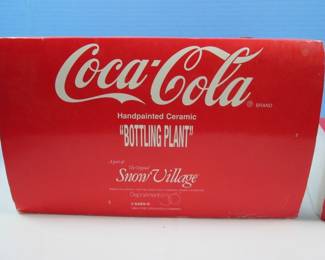 Coca-Cola
BRAND
Handpainted Ceramic
"BOTTLING PLANT"
A part of
The Original
Snow Village
Department 56